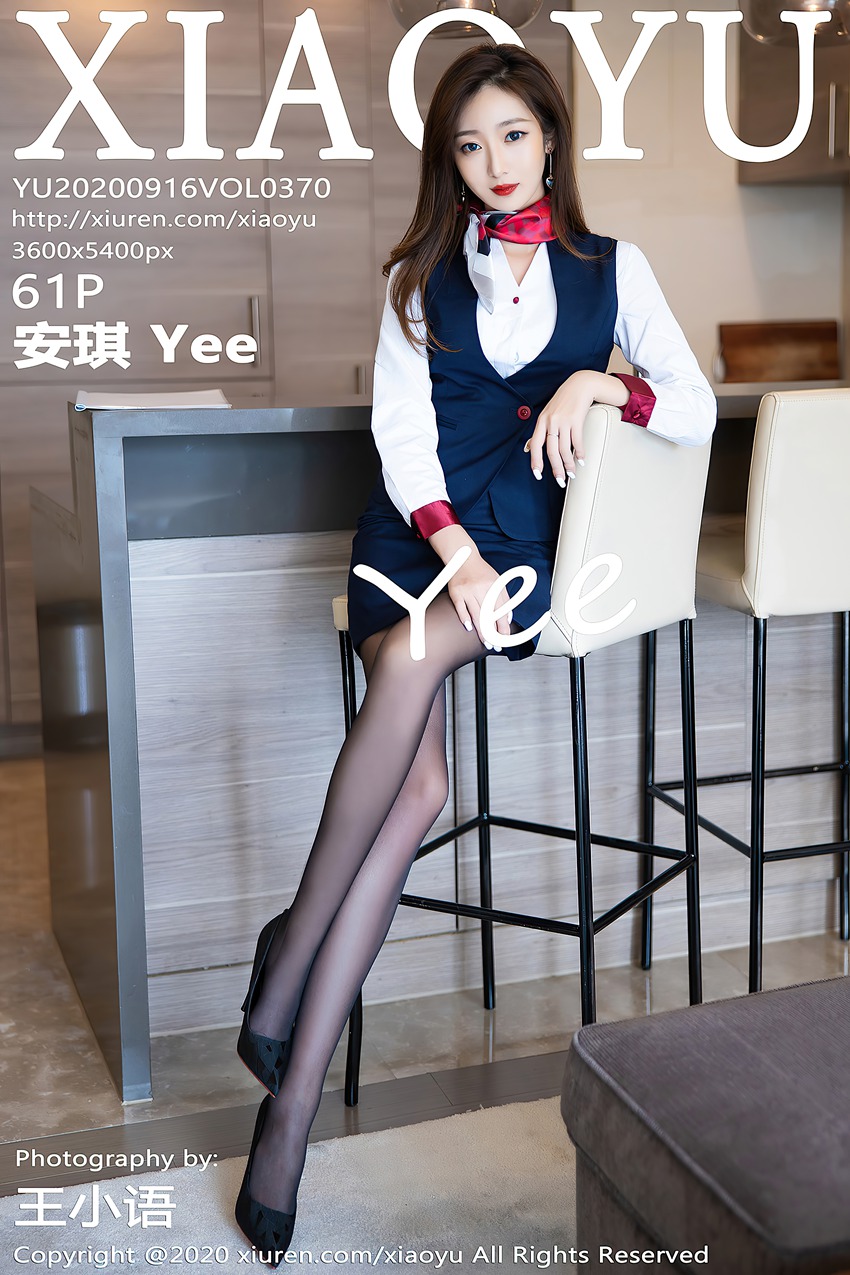 XIAOYU
YU20200916VOL0370
http://xiuren.com/xiaoyu
3600x5400px
61P
安琪 Yee
Yee
Photography by:
王小语
Copyright @2020 xiuren.com/xiaoyu All Rights Reserved